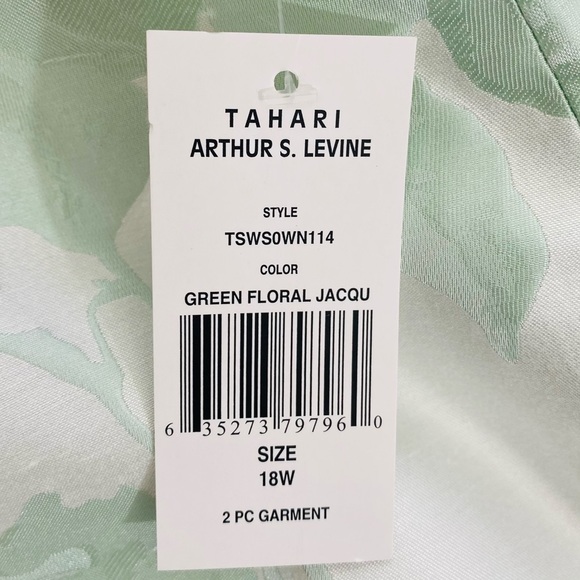 TAHARI
ARTHUR S. LEVINE
STYLE
TSWS0WN114
COLOR
GREEN FLORAL JACQU
6 35273 79796 0
SIZE
18W
2 PC GARMENT